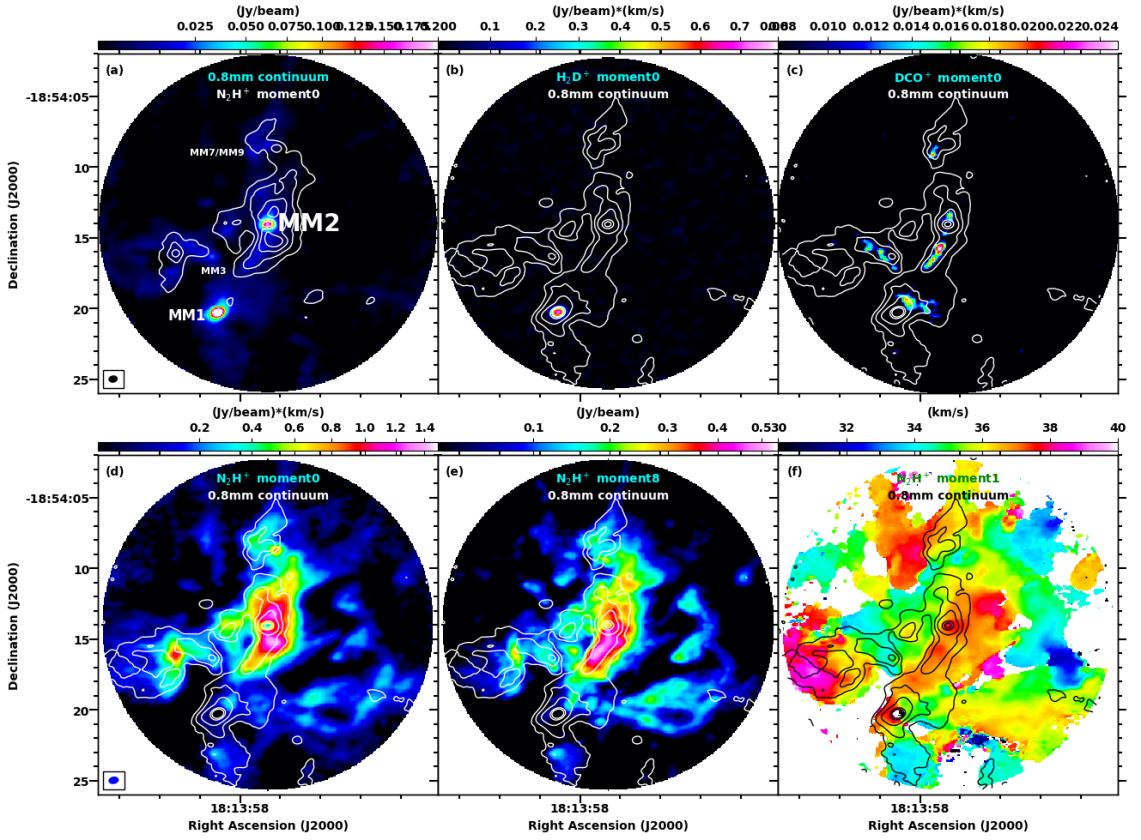 (Jy/beam) (Jy/beam)*(km/s) (Jy/beam)*(km/s)
0.025 0.050 0.075 0.100 0.125 0.150 0.175 0.200 0.1 0.2 0.3 0.4 0.5 0.6 0.7 0.8 0.010 0.012 0.014 0.016 0.018 0.020 0.022 0.024
(a) 0.8mm continuum (b) H₂D⁺ moment0 (c) DCO⁺ moment0
N₂H⁺ moment0 0.8mm continuum 0.8mm continuum
-18:54:05
MM7/MM9
10
MM2
15
MM3
MM1
20
25
Declination (J2000)
(Jy/beam)*(km/s) (Jy/beam) (km/s)
0.2 0.4 0.6 0.8 1.0 1.2 1.4 0.1 0.2 0.3 0.4 0.5 30 32 34 36 38 40
(d) N₂H⁺ moment0 (e) N₂H⁺ moment8 (f) N₂H⁺ moment1
0.8mm continuum 0.8mm continuum 0.8mm continuum
-18:54:05
10
15
20
25
Declination (J2000)
18:13:58 18:13:58 18:13:58
Right Ascension (J2000) Right Ascension (J2000) Right Ascension (J2000)